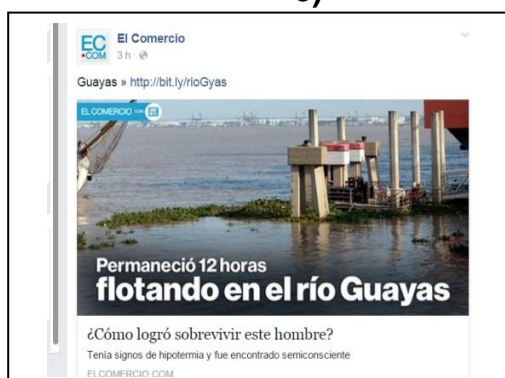 EC
•COM
El Comercio
3 h ·
Guayas » http://bit.ly/rioGyas
EL COMERCIO
Permaneció 12 horas
flotando en el río Guayas
¿Cómo logró sobrevivir este hombre?
Tenía signos de hipotermia y fue encontrado semiconsciente
ELCOMERCIO.COM